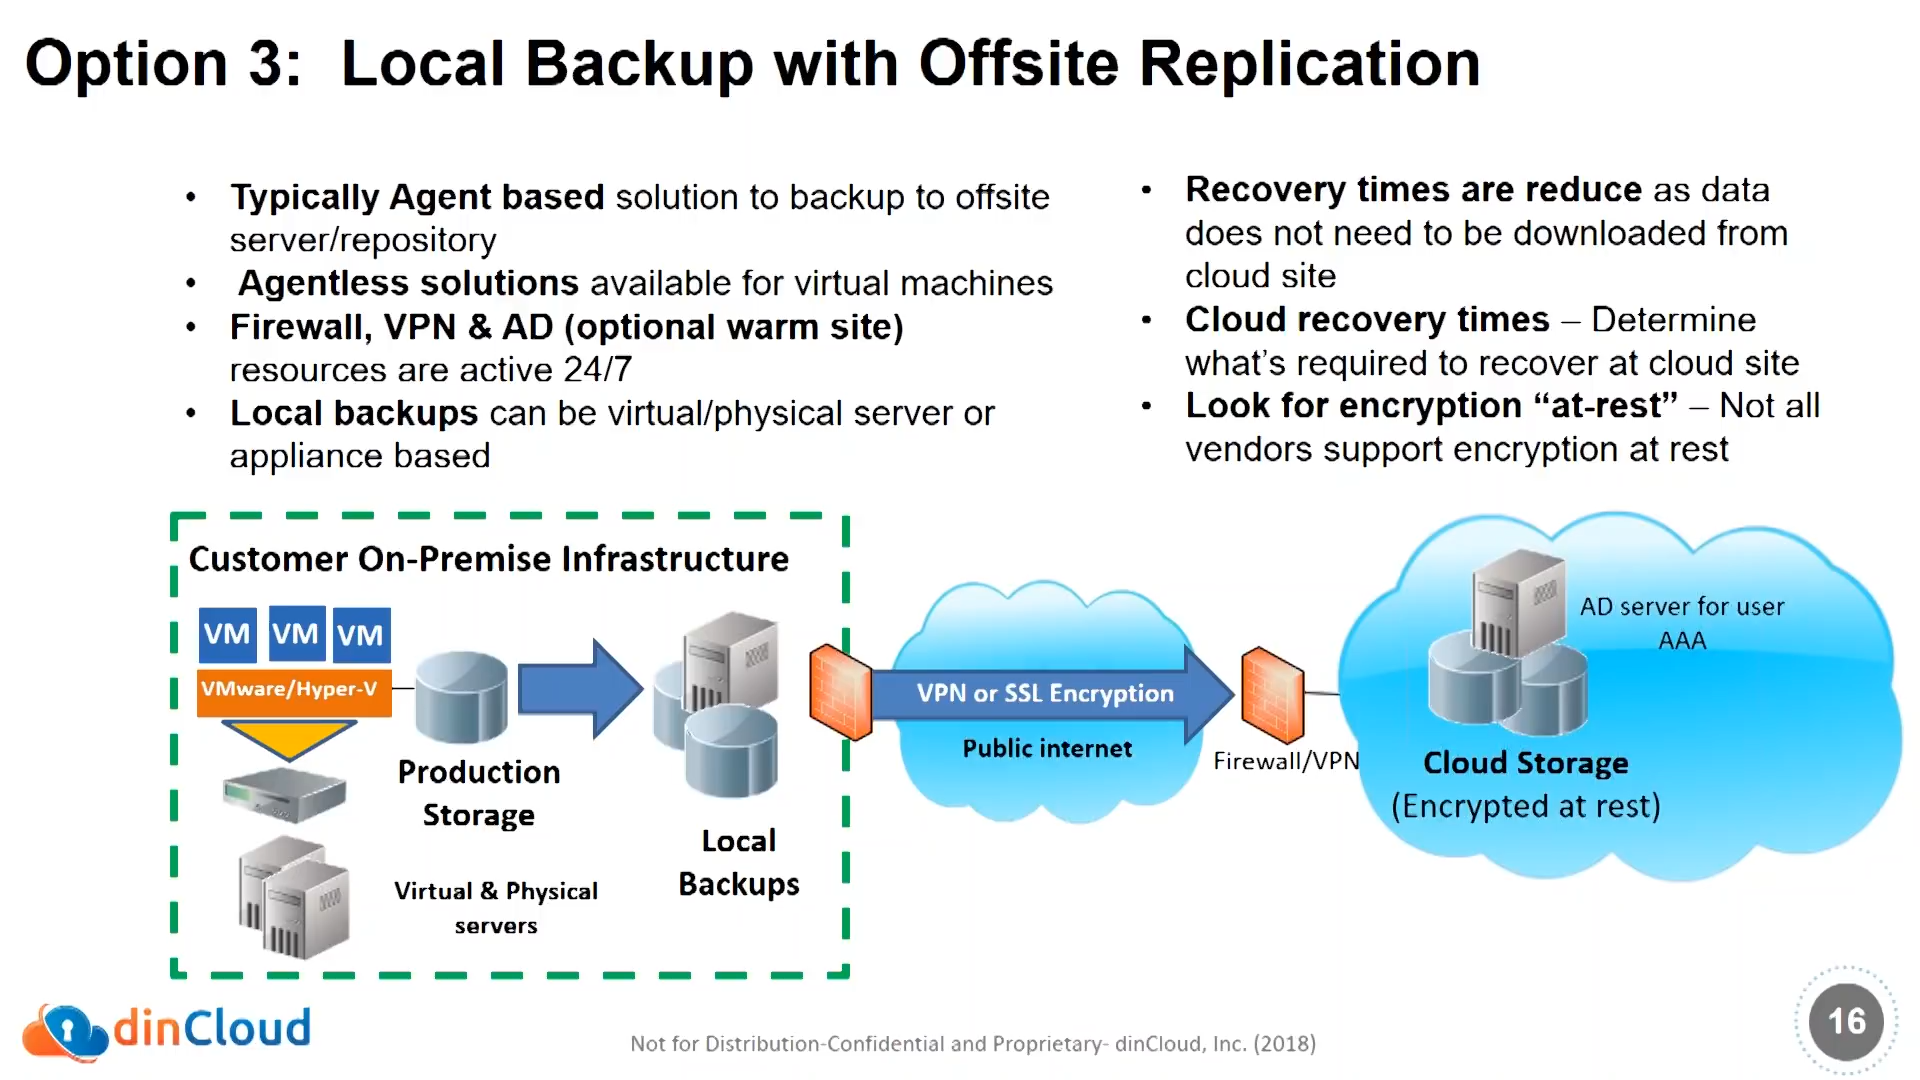 Option 3:  Local Backup with Offsite Replication
• Typically Agent based solution to backup to offsite
server/repository
• Agentless solutions available for virtual machines
• Firewall, VPN & AD (optional warm site)
resources are active 24/7
• Local backups can be virtual/physical server or
appliance based
• Recovery times are reduce as data
does not need to be downloaded from
cloud site
• Cloud recovery times – Determine
what’s required to recover at cloud site
• Look for encryption “at-rest” – Not all
vendors support encryption at rest
Customer On-Premise Infrastructure
VM VM VM
VMware/Hyper-V
Production
Storage
Virtual & Physical
servers
Local
Backups
VPN or SSL Encryption
Public internet
Firewall/VPN
AD server for user
AAA
Cloud Storage
(Encrypted at rest)
dinCloud
Not for Distribution-Confidential and Proprietary- dinCloud, Inc. (2018)
16